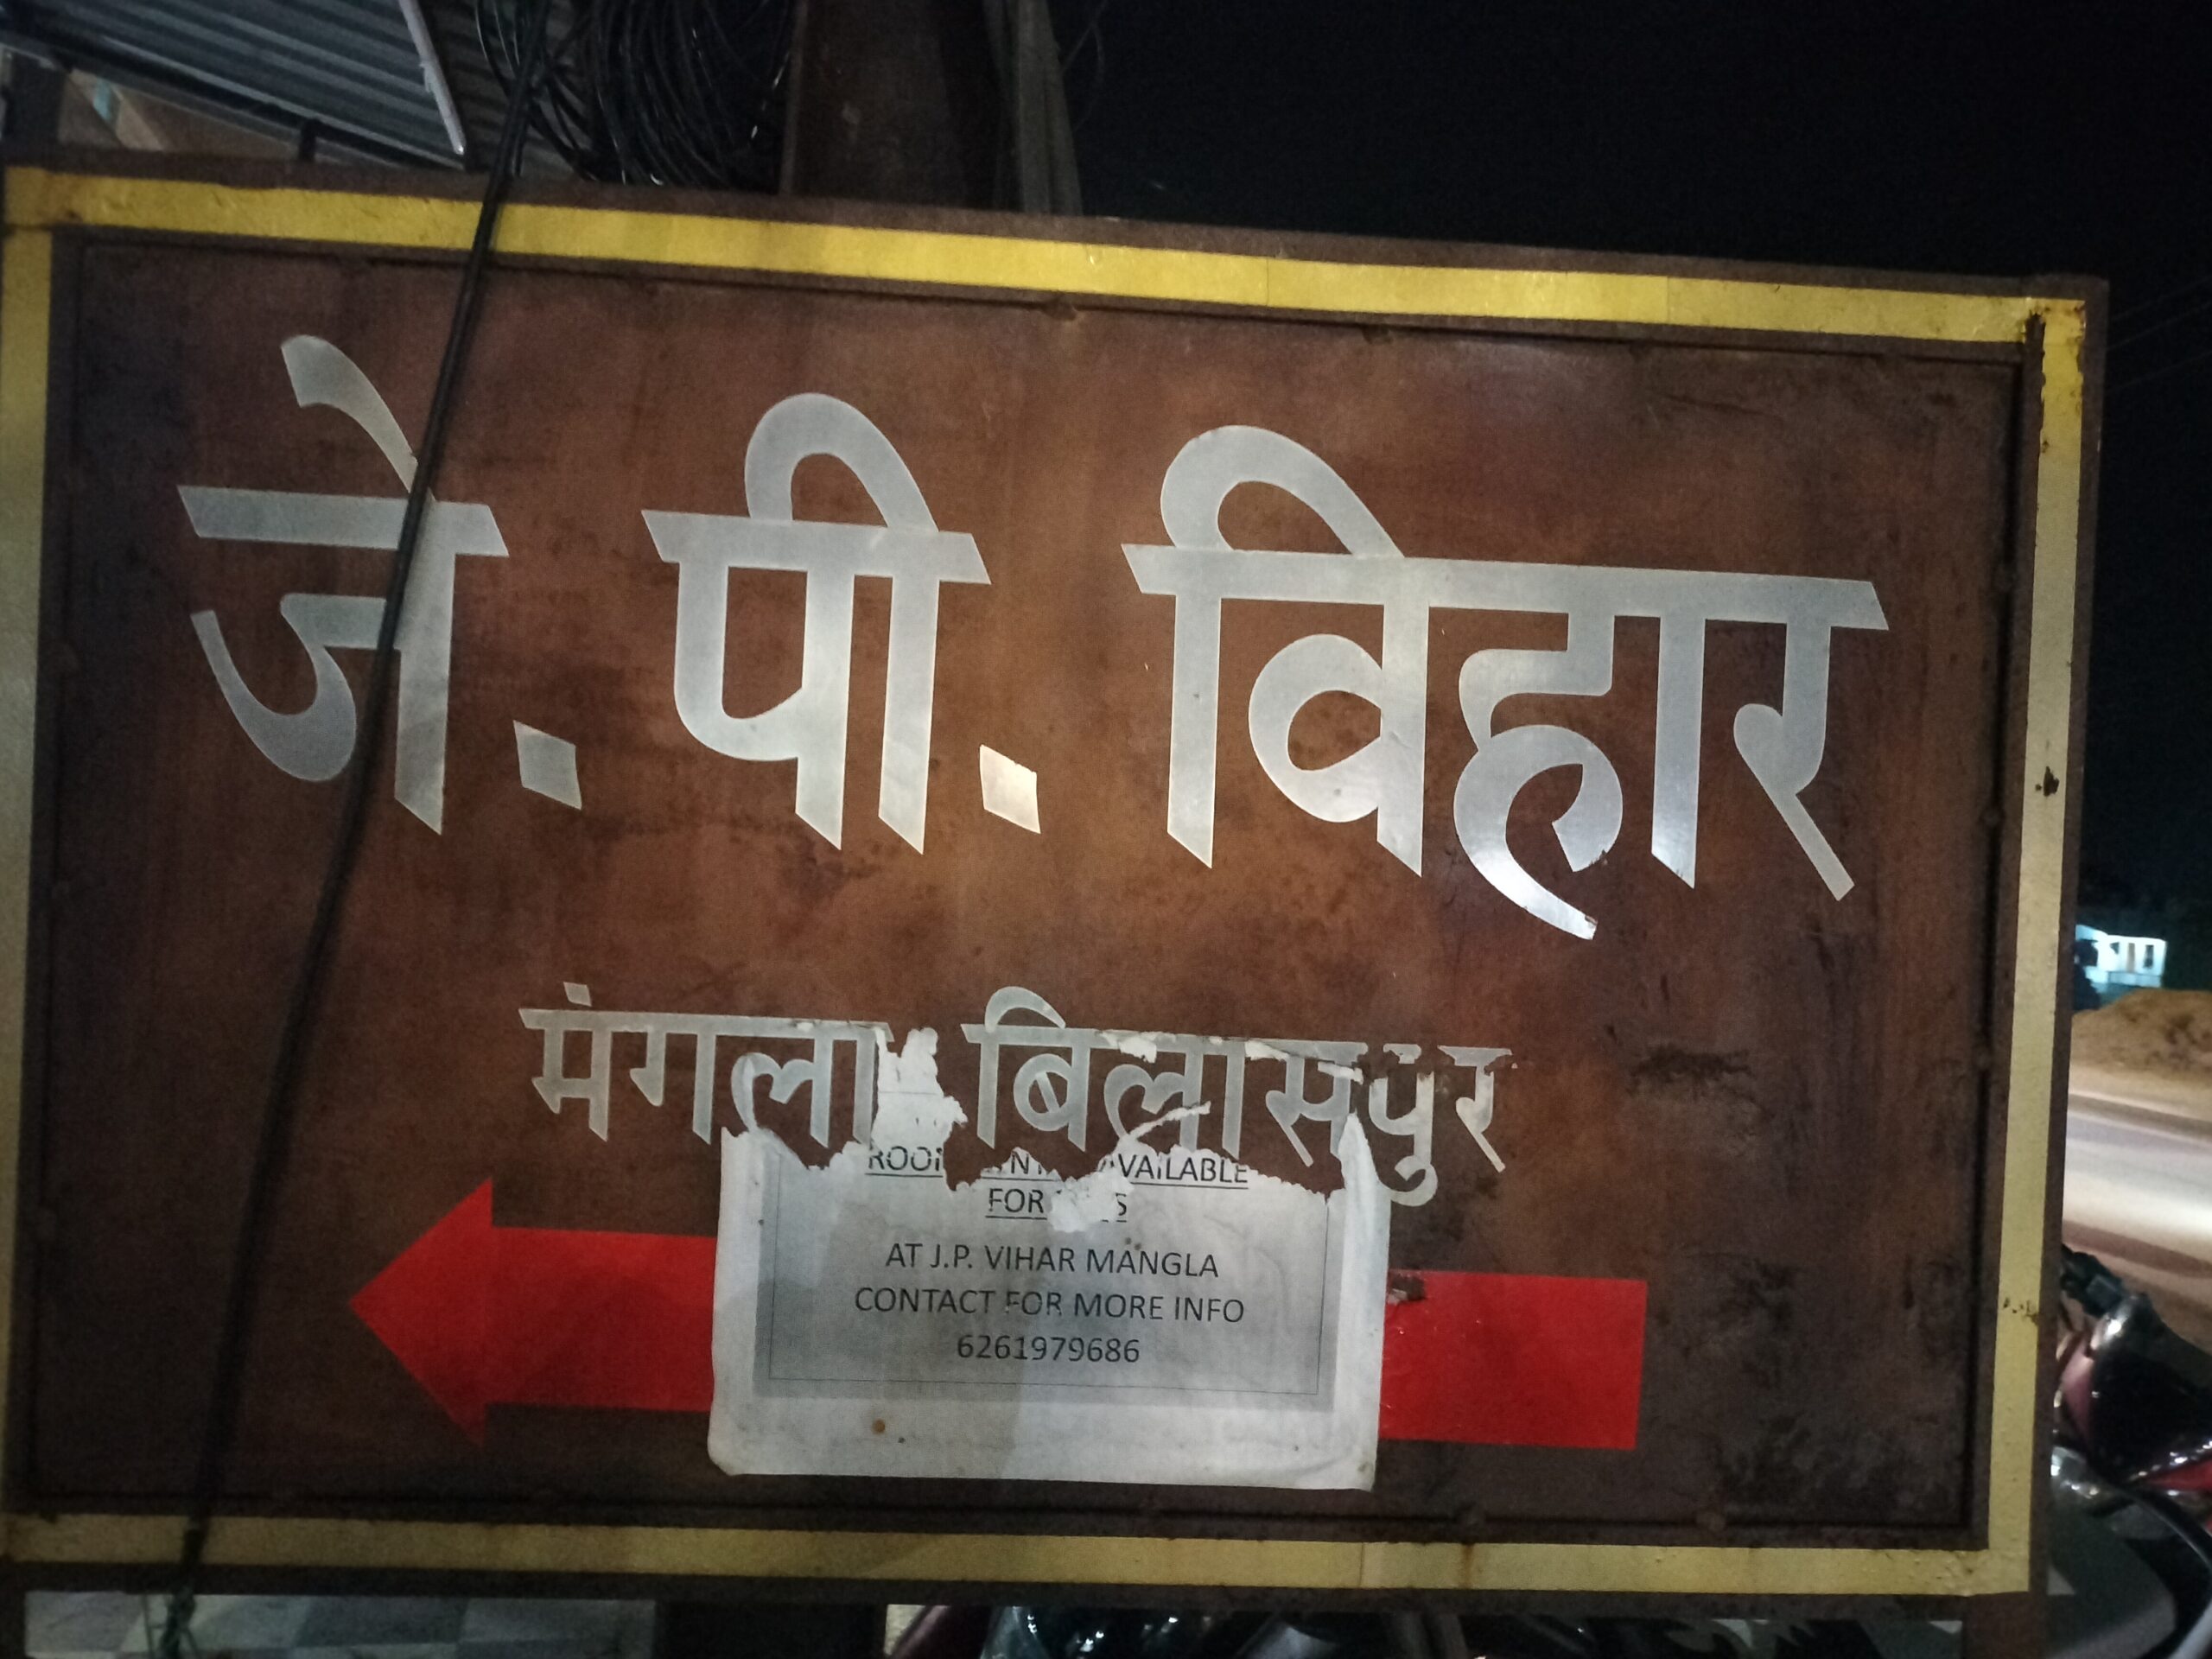 जे. पी. विहार
मंगला बिलासपुर
AVAILABLE
FOR
AT J.P. VIHAR MANGLA
CONTACT FOR MORE INFO
6261979686